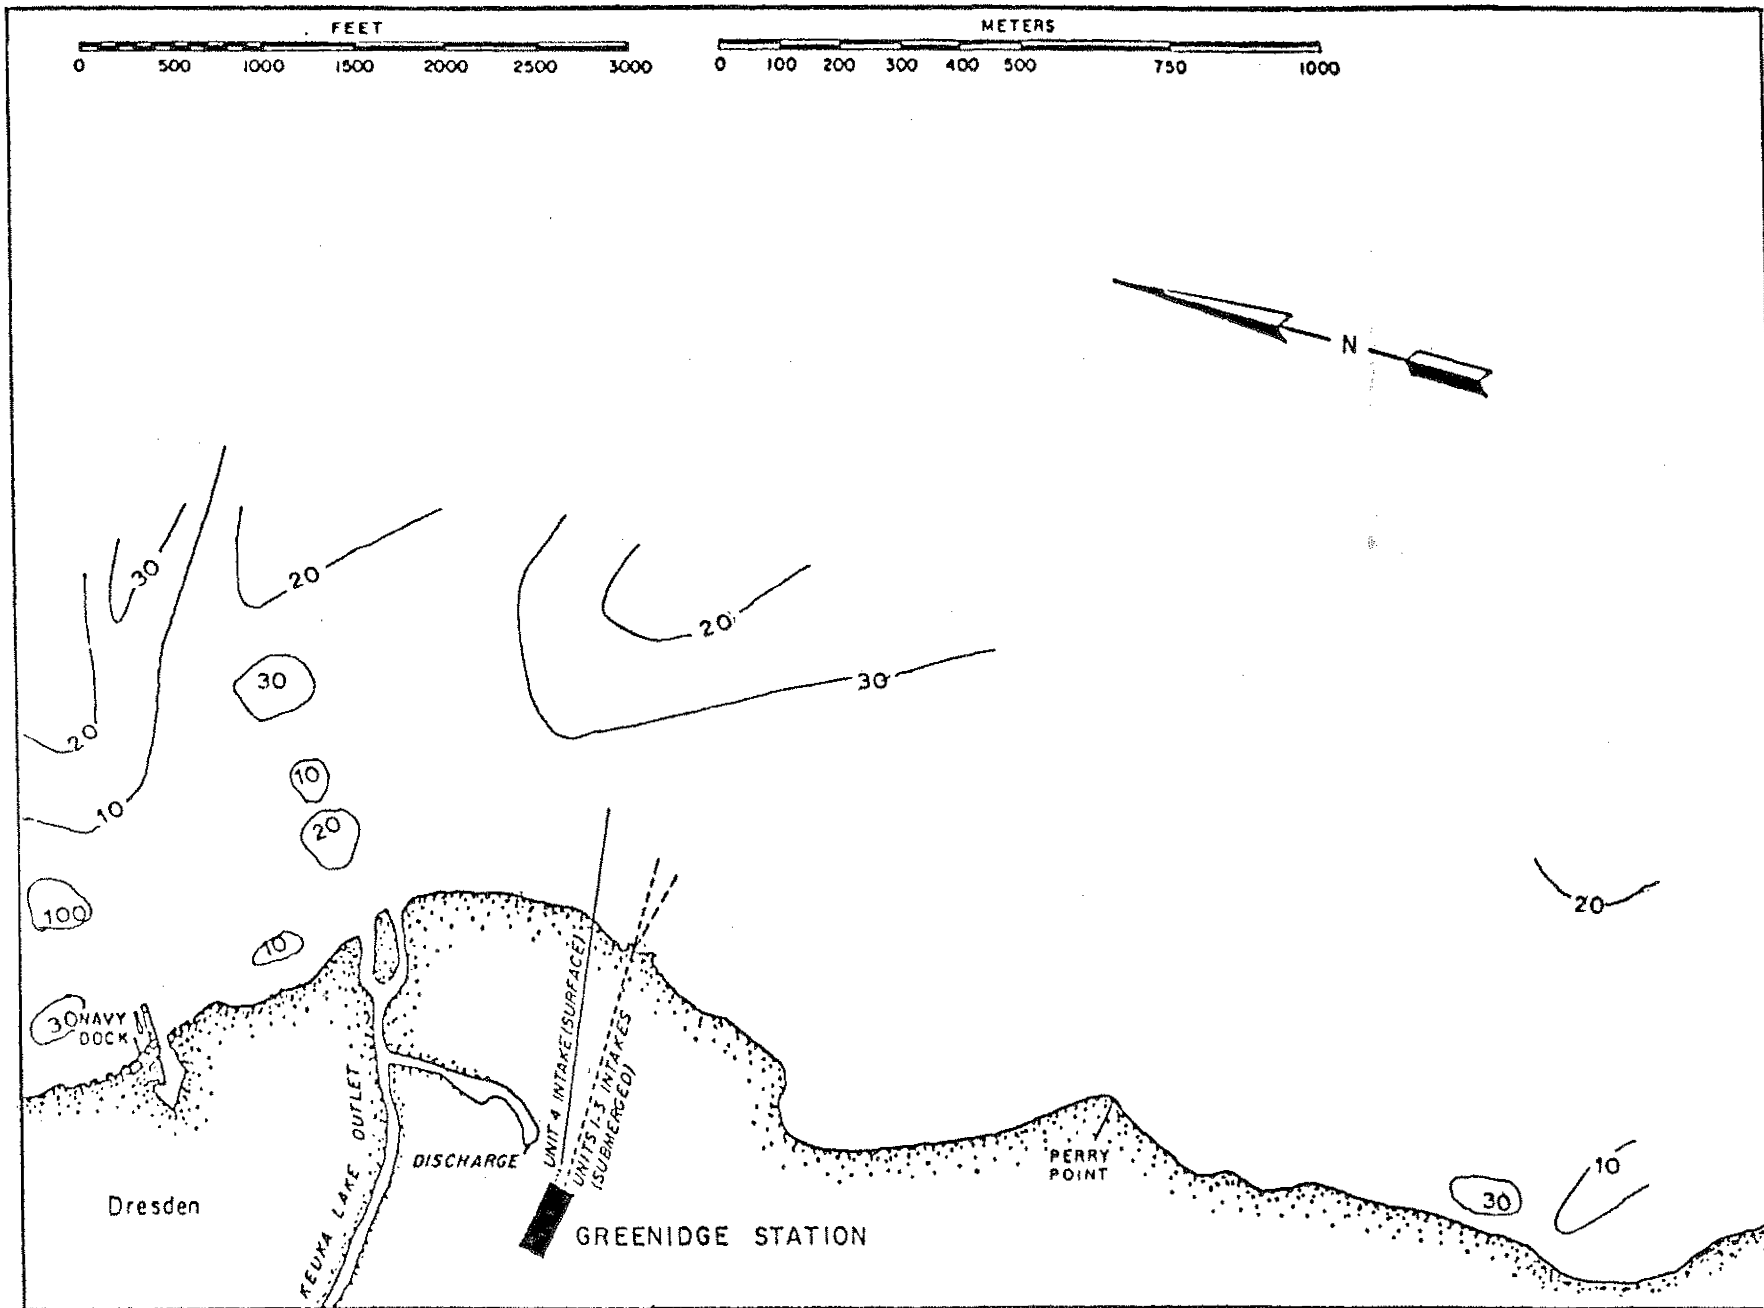 FEET
0 500 1000 1500 2000 2500 3000
METERS
0 100 200 300 400 500 750 1000
N
30
20
20
30
30
20
10
10
20
100
20
10
30
NAVY
DOCK
UNIT 4 INTAKE (SURFACE)
UNITS 1-3 INTAKES
(SUBMERGED)
KEUKA LAKE OUTLET
DISCHARGE
PERRY
POINT
10
30
Dresden
GREENIDGE STATION